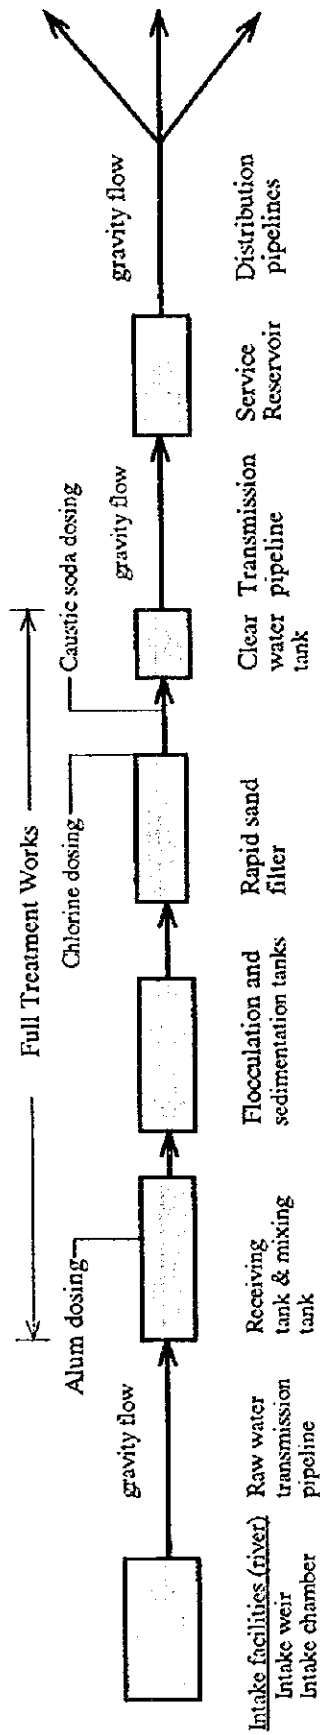 Full Treatment Works
Alum dosing
Chlorine dosing
Caustic soda dosing
gravity flow
gravity flow
gravity flow
Intake facilities (river)
Intake weir
Intake chamber
Raw water
transmission
pipeline
Receiving
tank & mixing
tank
Flocculation and
sedimentation tanks
Rapid sand
filter
Clear
water
tank
Transmission
pipeline
Service
Reservoir
Distribution
pipelines